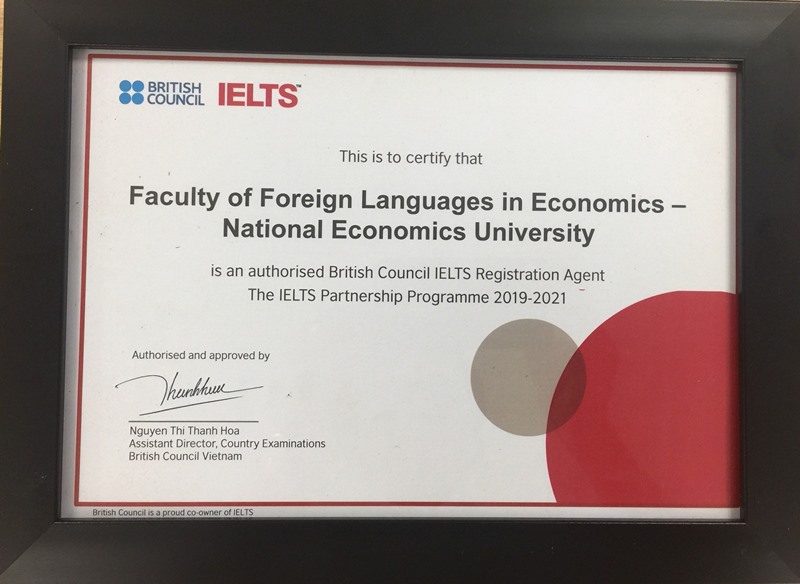 BRITISH
COUNCIL
IELTS™
This is to certify that
Faculty of Foreign Languages in Economics –
National Economics University
is an authorised British Council IELTS Registration Agent
The IELTS Partnership Programme 2019-2021
Authorised and approved by
Nguyen Thi Thanh Hoa
Assistant Director, Country Examinations
British Council Vietnam
British Council is a proud co-owner of IELTS